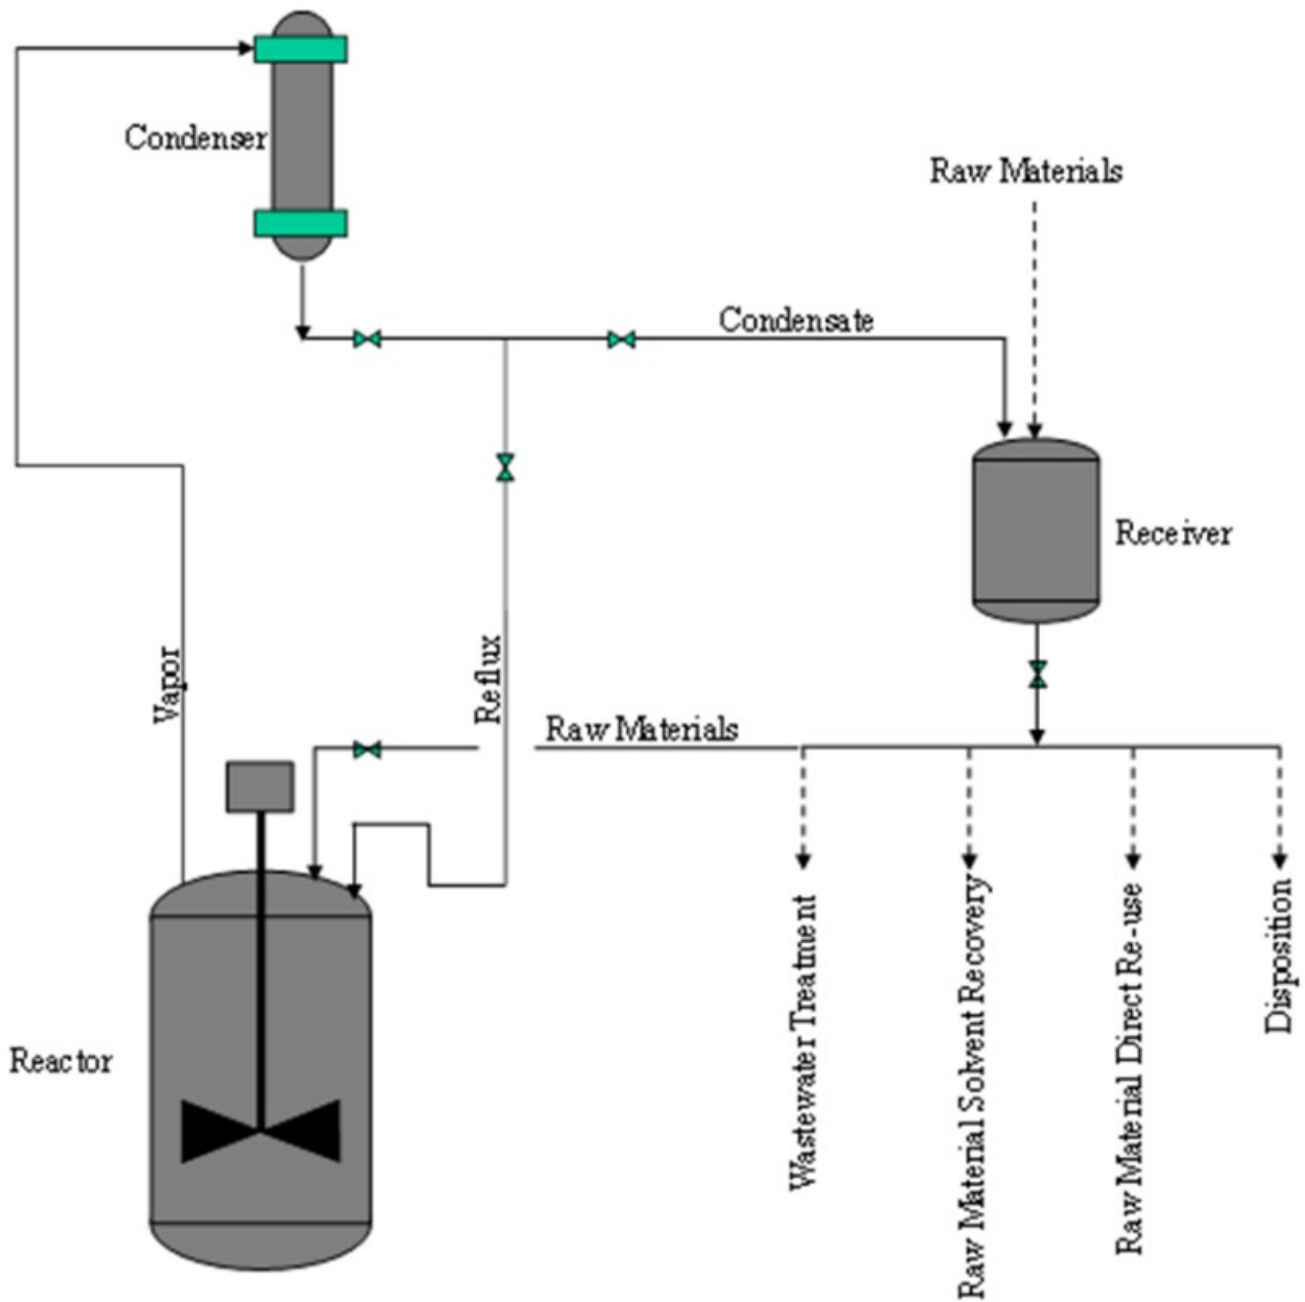 Condenser
Raw Materials
Condensate
Receiver
Vapor
Reflux
Raw Materials
Reactor
Wastewater Treatment
Raw Material Solvent Recovery
Raw Material Direct Re-use
Disposition